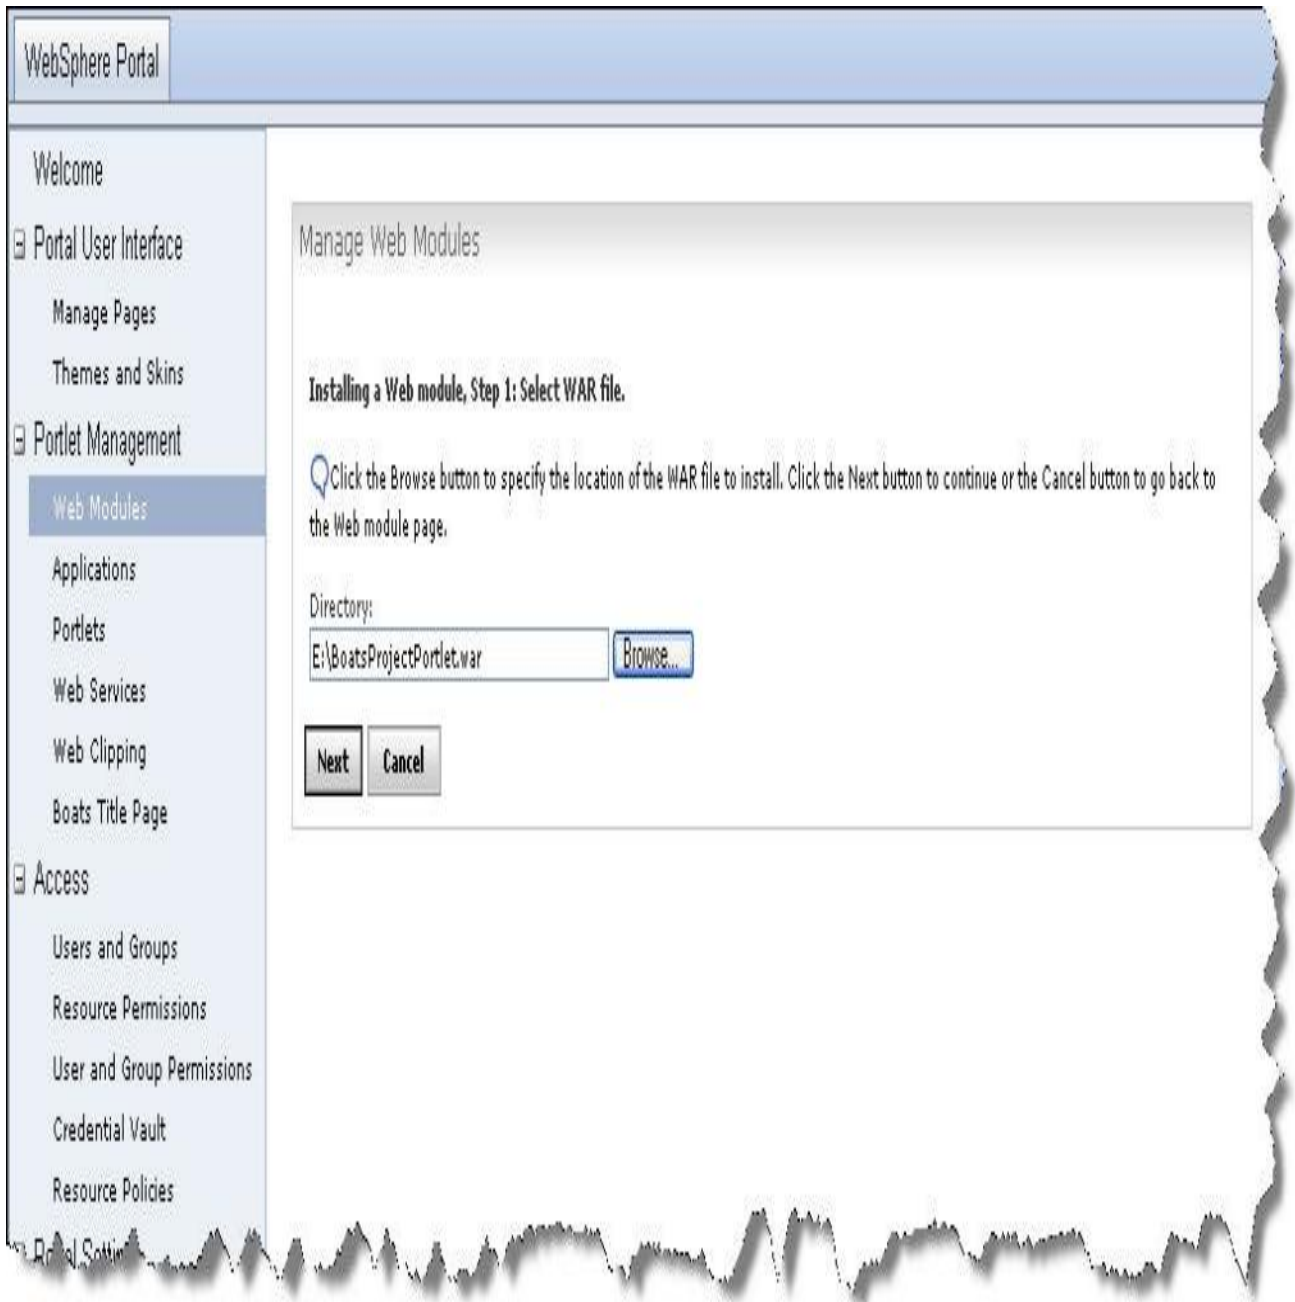 WebSphere Portal
Welcome
Portal User Interface
Manage Pages
Themes and Skins
Portlet Management
Web Modules
Applications
Portlets
Web Services
Web Clipping
Boats Title Page
Access
Users and Groups
Resource Permissions
User and Group Permissions
Credential Vault
Resource Policies
Manage Web Modules
Installing a Web module, Step 1: Select WAR file.
Click the Browse button to specify the location of the WAR file to install. Click the Next button to continue or the Cancel button to go back to
the Web module page.
Directory:
E:\BoatsProjectPortlet.war
Browse...
Next
Cancel